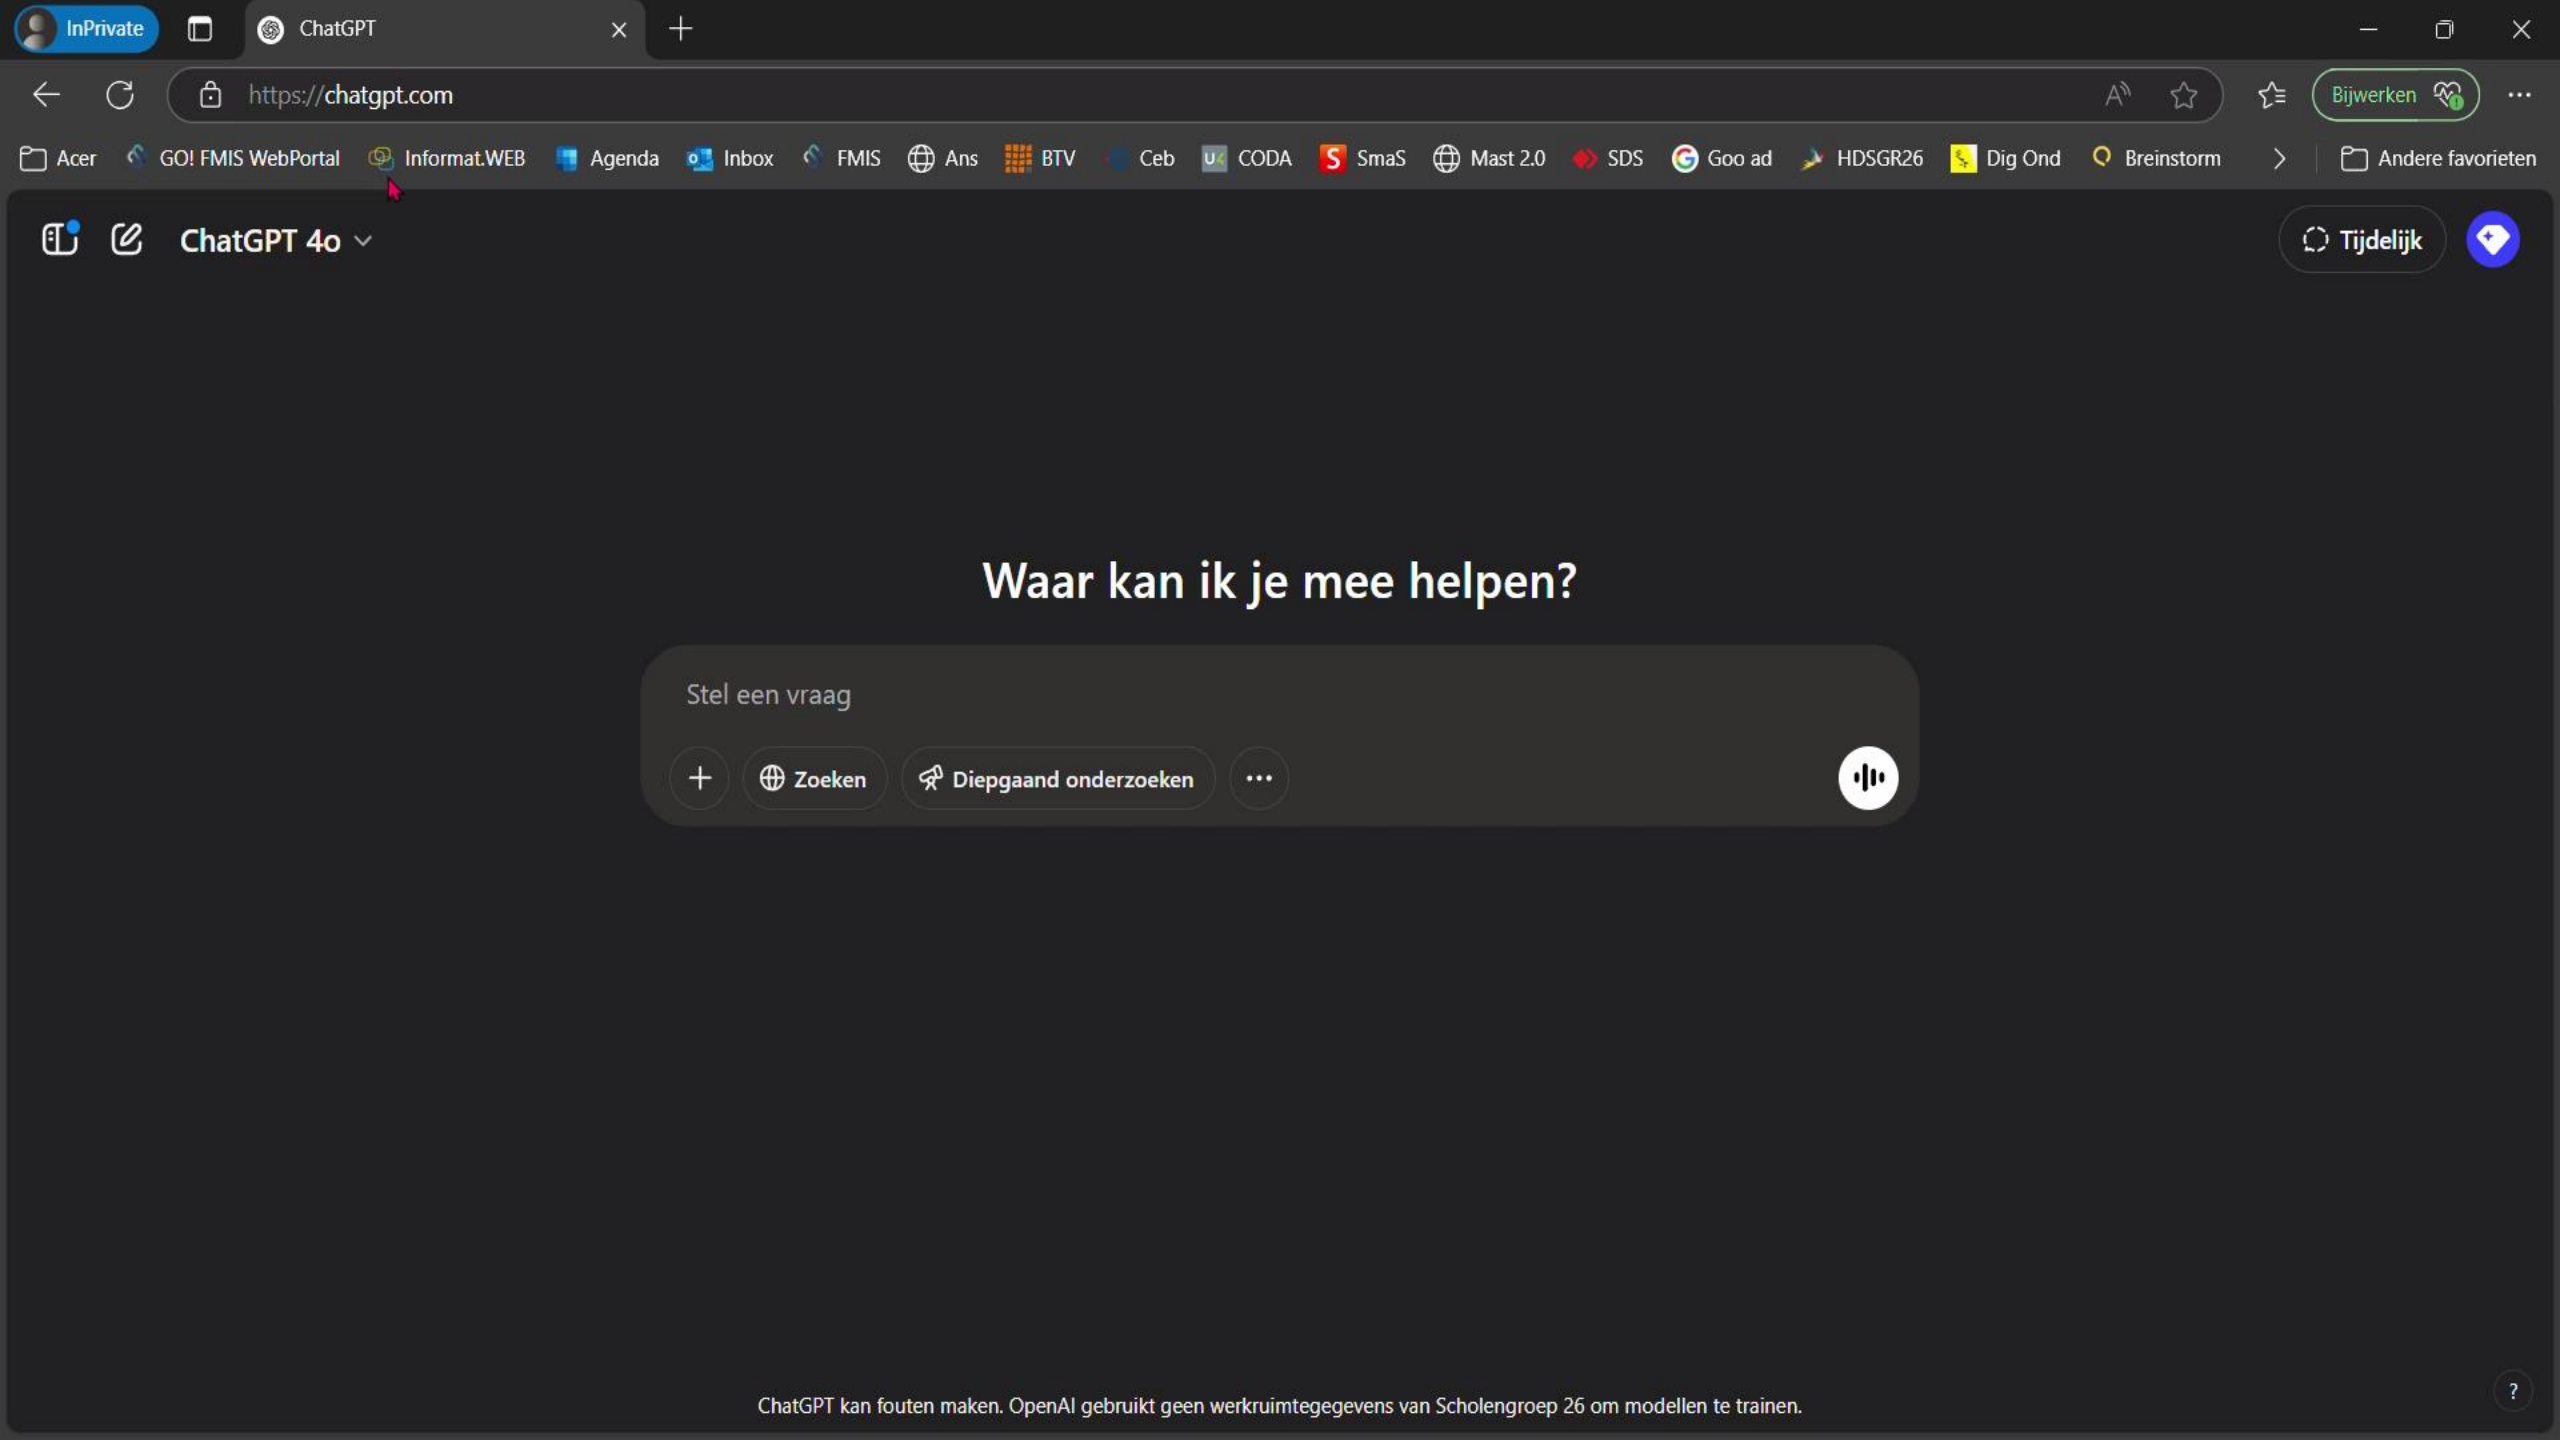 InPrivate
ChatGPT
https://chatgpt.com
Bijwerken
Acer
GO! FMIS WebPortal
Informat.WEB
Agenda
Inbox
FMIS
Ans
BTV
Ceb
CODA
SmaS
Mast 2.0
SDS
Goo ad
HDSGR26
Dig Ond
Breinstorm
Andere favorieten
ChatGPT 4o
Tijdelijk
Waar kan ik je mee helpen?
Stel een vraag
Zoeken
Diepgaand onderzoeken
ChatGPT kan fouten maken. OpenAI gebruikt geen werkruimtegegevens van Scholengroep 26 om modellen te trainen.
?